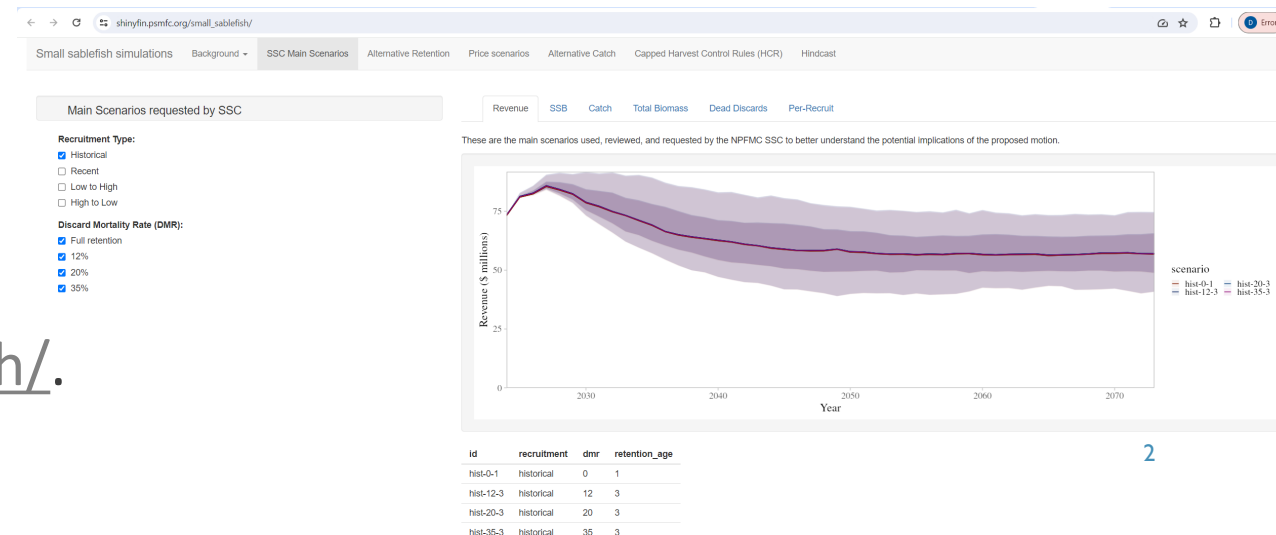 shinyfin.psmfc.org/small_sablefish/
D Error
Small sablefish simulations Background SSC Main Scenarios Alternative Retention Price scenarios Alternative Catch Capped Harvest Control Rules (HCR) Hindcast
Main Scenarios requested by SSC
Recruitment Type:
Historical
Recent
Low to High
High to Low
Discard Mortality Rate (DMR):
Full retention
12%
20%
35%
h/.
Revenue SSB Catch Total Biomass Dead Discards Per-Recruit
These are the main scenarios used, reviewed, and requested by the NPFMC SSC to better understand the potential implications of the proposed motion.
Revenue ($ millions)
75
50
25
0
2030 2040 2050 2060 2070
Year
scenario
hist-0-1 hist-20-3
hist-12-3 hist-35-3
2
id recruitment dmr retention_age
hist-0-1 historical 0 1
hist-12-3 historical 12 3
hist-20-3 historical 20 3
hist-35-3 historical 35 3